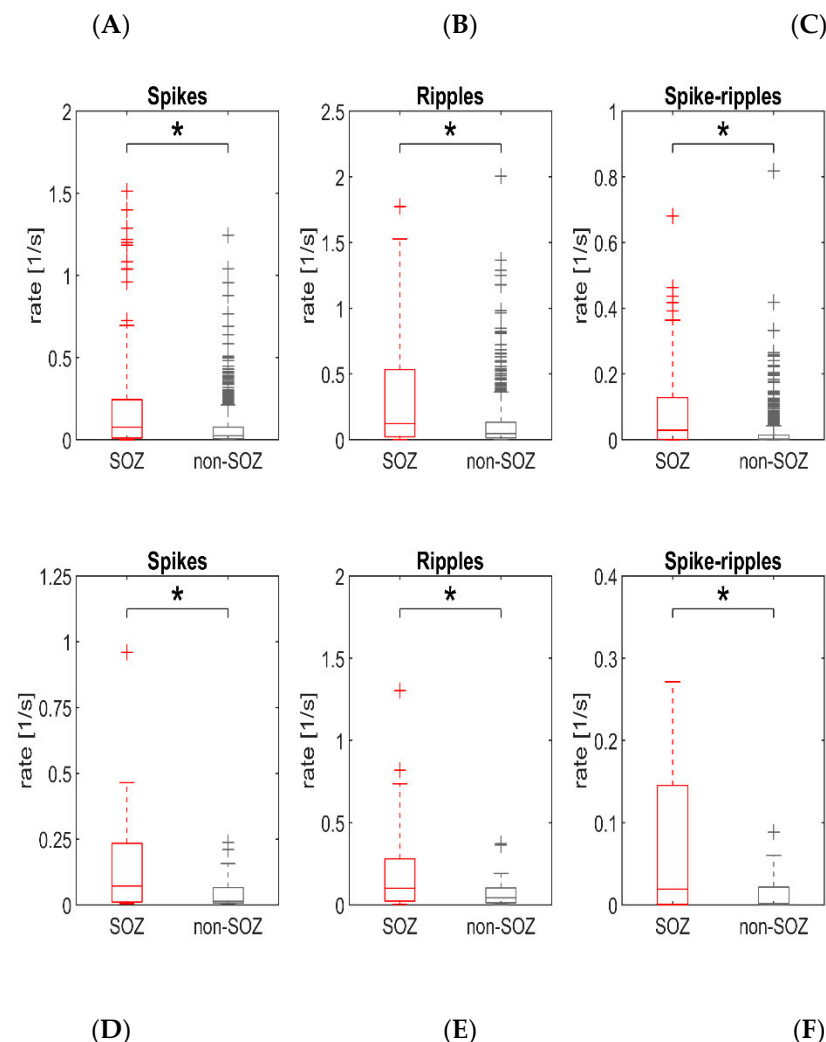 (A) (B) (C)
Spikes Ripples Spike-ripples
2 2.5 1
* * *
2 0.8
1.5
1.5 0.6
1
1 0.4
0.5
0.5 0.2
0 0 0
rate [1/s] rate [1/s] rate [1/s]
SOZ non-SOZ SOZ non-SOZ SOZ non-SOZ
Spikes Ripples Spike-ripples
1.25 2 0.4
* * *
1 1.5 0.3
0.75
1 0.2
0.5
0.5 0.1
0.25
0 0 0
rate [1/s] rate [1/s] rate [1/s]
SOZ non-SOZ SOZ non-SOZ SOZ non-SOZ
(D) (E) (F)